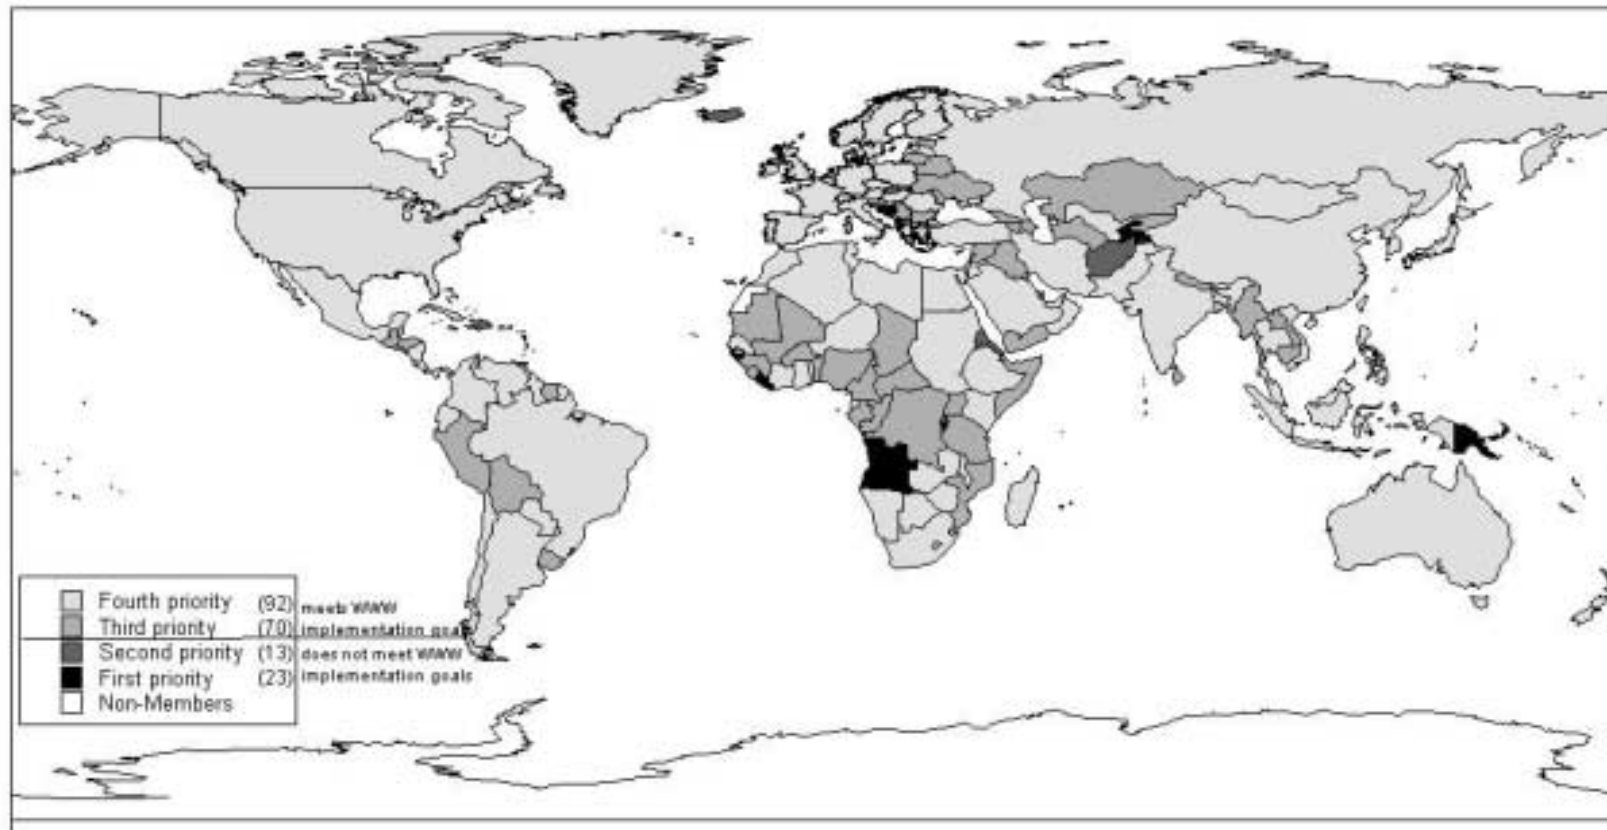 Fourth priority (92) meets WWW
Third priority (70) implementation goals
Second priority (13) does not meet WWW
First priority (23) implementation goals
Non-Members